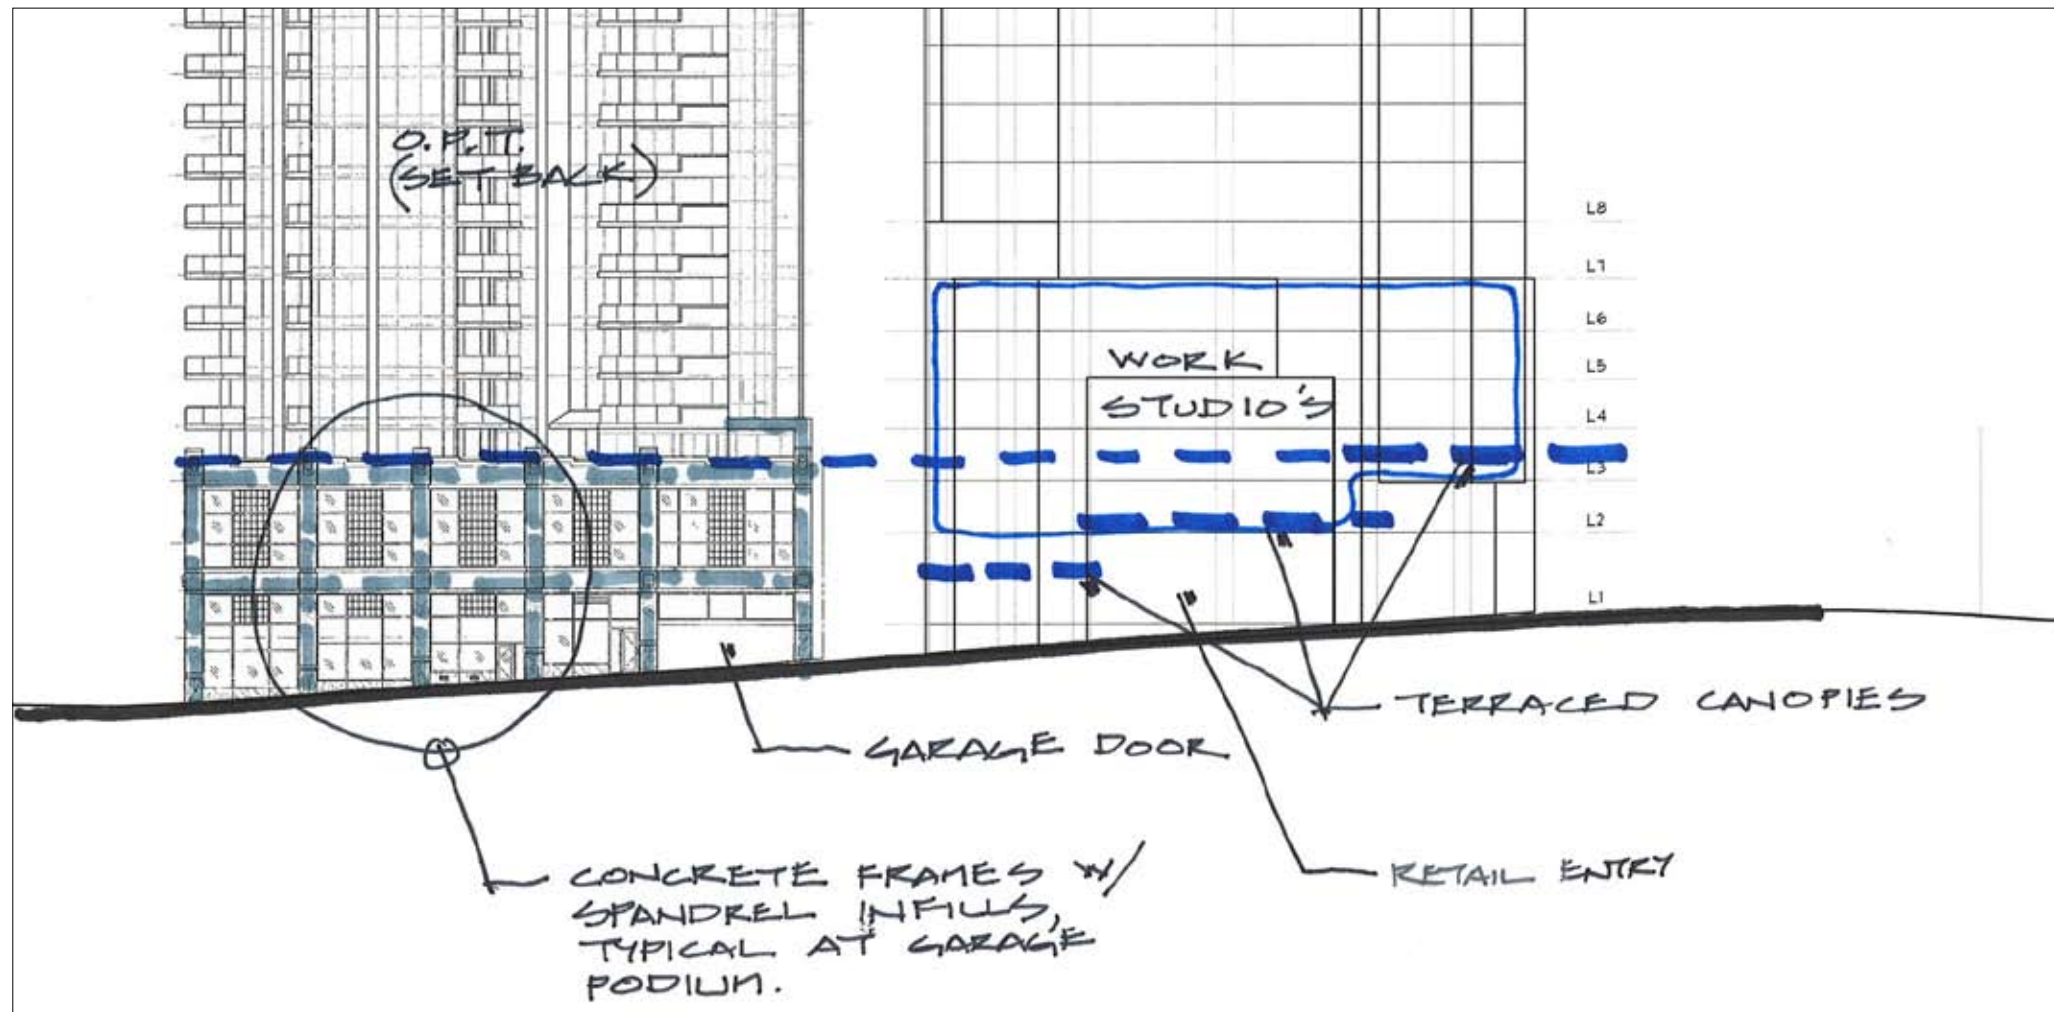 O.P.T.
(SET BACK)
L8
L7
L6
L5
L4
L3
L2
L1
WORK
STUDIO'S
TERRACED CANOPIES
GARAGE DOOR
RETAIL ENTRY
CONCRETE FRAMES W/
SPANDREL INFILLS,
TYPICAL AT GARAGE
PODIUM.